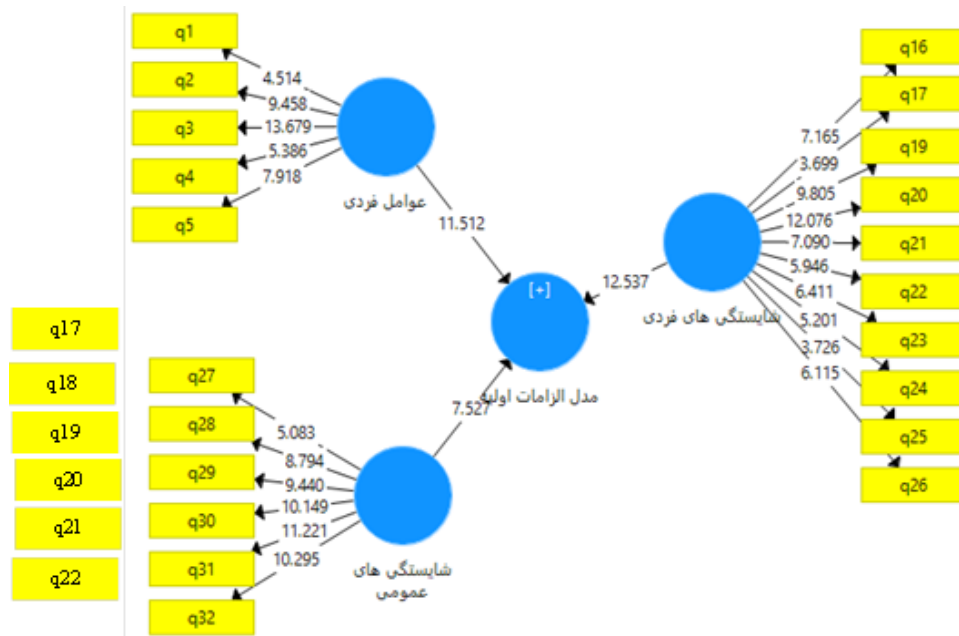 q1
q2
q3
q4
q5
4.514
9.458
13.679
5.386
7.918
عوامل فردی
11.512
q16
q17
q19
q20
q21
q22
q23
q24
q25
q26
7.165
3.699
9.805
12.076
7.090
5.946
6.411
5.201
3.726
6.115
شایستگی های فردی
12.537
[+]
مدل الزامات اولیه
7.527
q17
q18
q19
q20
q21
q22
q27
q28
q29
q30
q31
q32
5.083
8.794
9.440
10.149
11.221
10.295
شایستگی های
عمومی